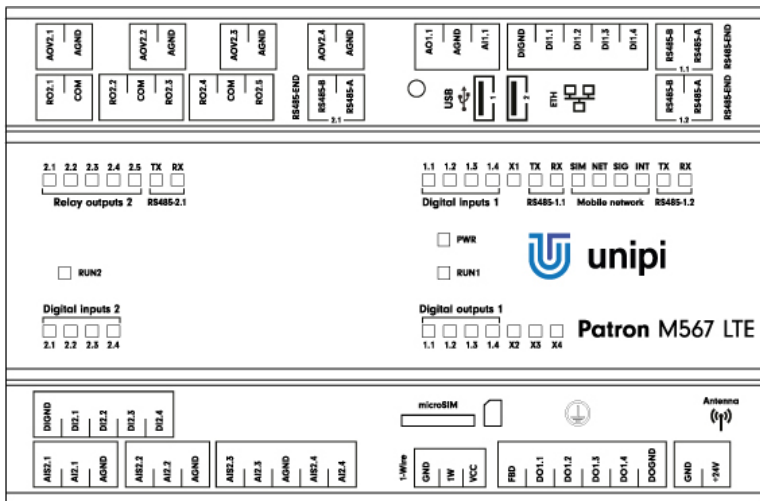 AOV2.1 AGND AOV2.2 AGND AOV2.3 AGND AOV2.4 AGND AO1.1 AGND AI1.1 DIGND DI1.1 DI1.2 DI1.3 DI1.4 RS485-B RS485-A RS485-END
1.1
RO2.1 COM RO2.2 COM RO2.3 RO2.4 COM RO2.5 RS485-END RS485-B RS485-A USB 1 2 ETH RS485-B RS485-A RS485-END
2.1 1.2
2.1 2.2 2.3 2.4 2.5 TX RX 1.1 1.2 1.3 1.4 X1 TX RX SIM NET SIG INT TX RX
Relay outputs 2 RS485-2.1 Digital inputs 1 RS485-1.1 Mobile network RS485-1.2
PWR
unipi
RUN2 RUN1
Digital inputs 2 Digital outputs 1
Patron M567 LTE
2.1 2.2 2.3 2.4 1.1 1.2 1.3 1.4 X2 X3 X4
DIGND DI2.1 DI2.2 DI2.3 DI2.4 microSIM Antenna
AIS2.1 AI2.1 AGND AIS2.2 AI2.2 AGND AIS2.3 AI2.3 AGND AIS2.4 AI2.4 1-Wire GND 1W VCC FBD DO1.1 DO1.2 DO1.3 DO1.4 DOGND GND +24V